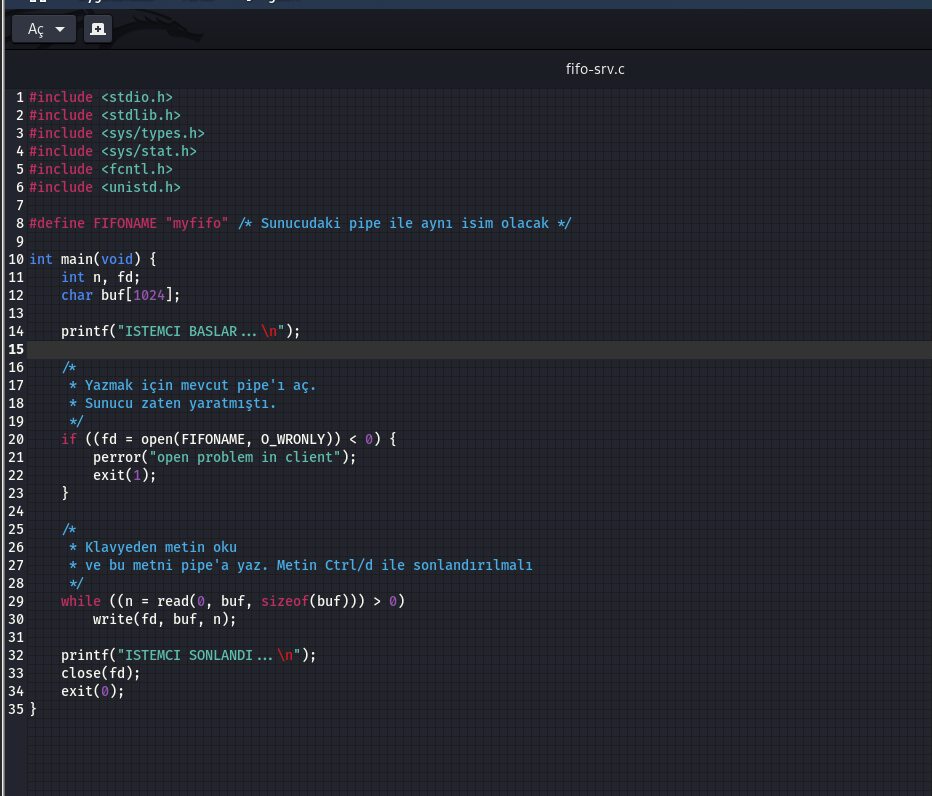 Aç
fifo-srv.c
1 #include <stdio.h>
2 #include <stdlib.h>
3 #include <sys/types.h>
4 #include <sys/stat.h>
5 #include <fcntl.h>
6 #include <unistd.h>
7
8 #define FIFONAME "myfifo" /* Sunucudaki pipe ile aynı isim olacak */
9
10 int main(void) {
11     int n, fd;
12     char buf[1024];
13
14     printf("ISTEMCI BASLAR...\n");
15
16     /*
17      * Yazmak için mevcut pipe'ı aç.
18      * Sunucu zaten yaratmıştı.
19      */
20     if ((fd = open(FIFONAME, O_WRONLY)) < 0) {
21         perror("open problem in client");
22         exit(1);
23     }
24
25     /*
26      * Klavyeden metin oku
27      * ve bu metni pipe'a yaz. Metin Ctrl/d ile sonlandırılmalı
28      */
29     while ((n = read(0, buf, sizeof(buf))) > 0)
30         write(fd, buf, n);
31
32     printf("ISTEMCI SONLANDI...\n");
33     close(fd);
34     exit(0);
35 }